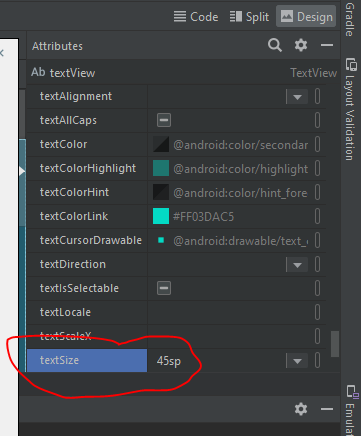 Code Split Design
Gradle
Attributes
Ab textView TextView
Layout Validation
textAlignment
textAllCaps
textColor @android:color/secondar
textColorHighlight @android:color/highlight
textColorHint @android:color/hint_fore
textColorLink #FF03DAC5
textCursorDrawable @android:drawable/text_c
textDirection
textIsSelectable
textLocale
textScaleX
textSize 45sp
Emula